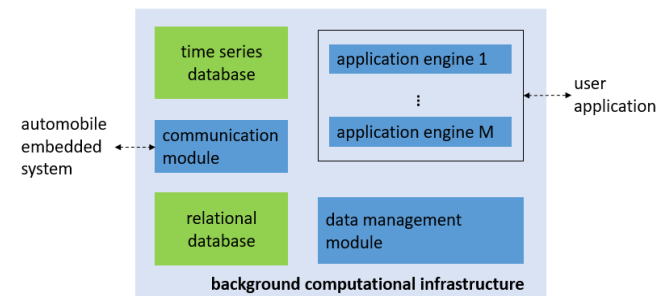 time series
database
application engine 1
...
application engine M
user
application
automobile
embedded
system
communication
module
relational
database
data management
module
background computational infrastructure